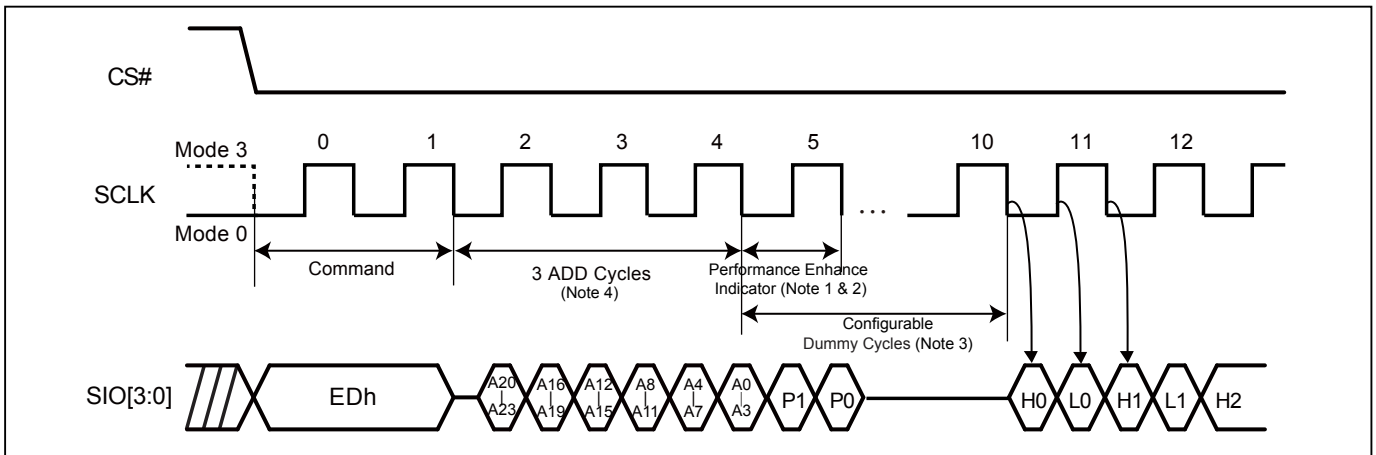 CS#
0 1 2 3 4 5 10 11 12
Mode 3
SCLK
...
Mode 0
Command
3 ADD Cycles
(Note 4)
Performance Enhance
Indicator (Note 1 & 2)
Configurable
Dummy Cycles (Note 3)
SIO[3:0]
EDh
A20
A23
A16
A19
A12
A15
A8
A11
A4
A7
A0
A3
P1 P0 H0 L0 H1 L1 H2